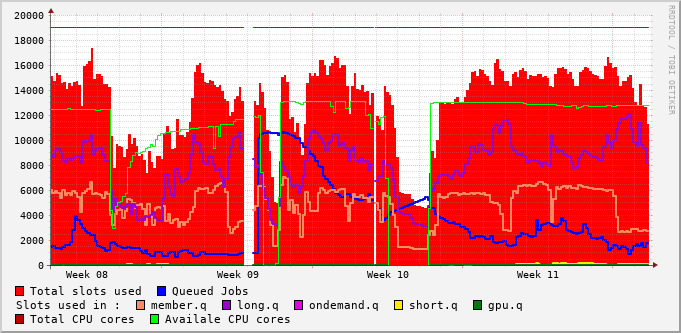 20000
18000
16000
14000
12000
10000
8000
6000
4000
2000
0
Week 08 Week 09 Week 10 Week 11
RRDTOOL / TOBI OETIKER
Total slots used Queued Jobs
Slots used in : member.q long.q ondemand.q short.q gpu.q
Total CPU cores Availale CPU cores